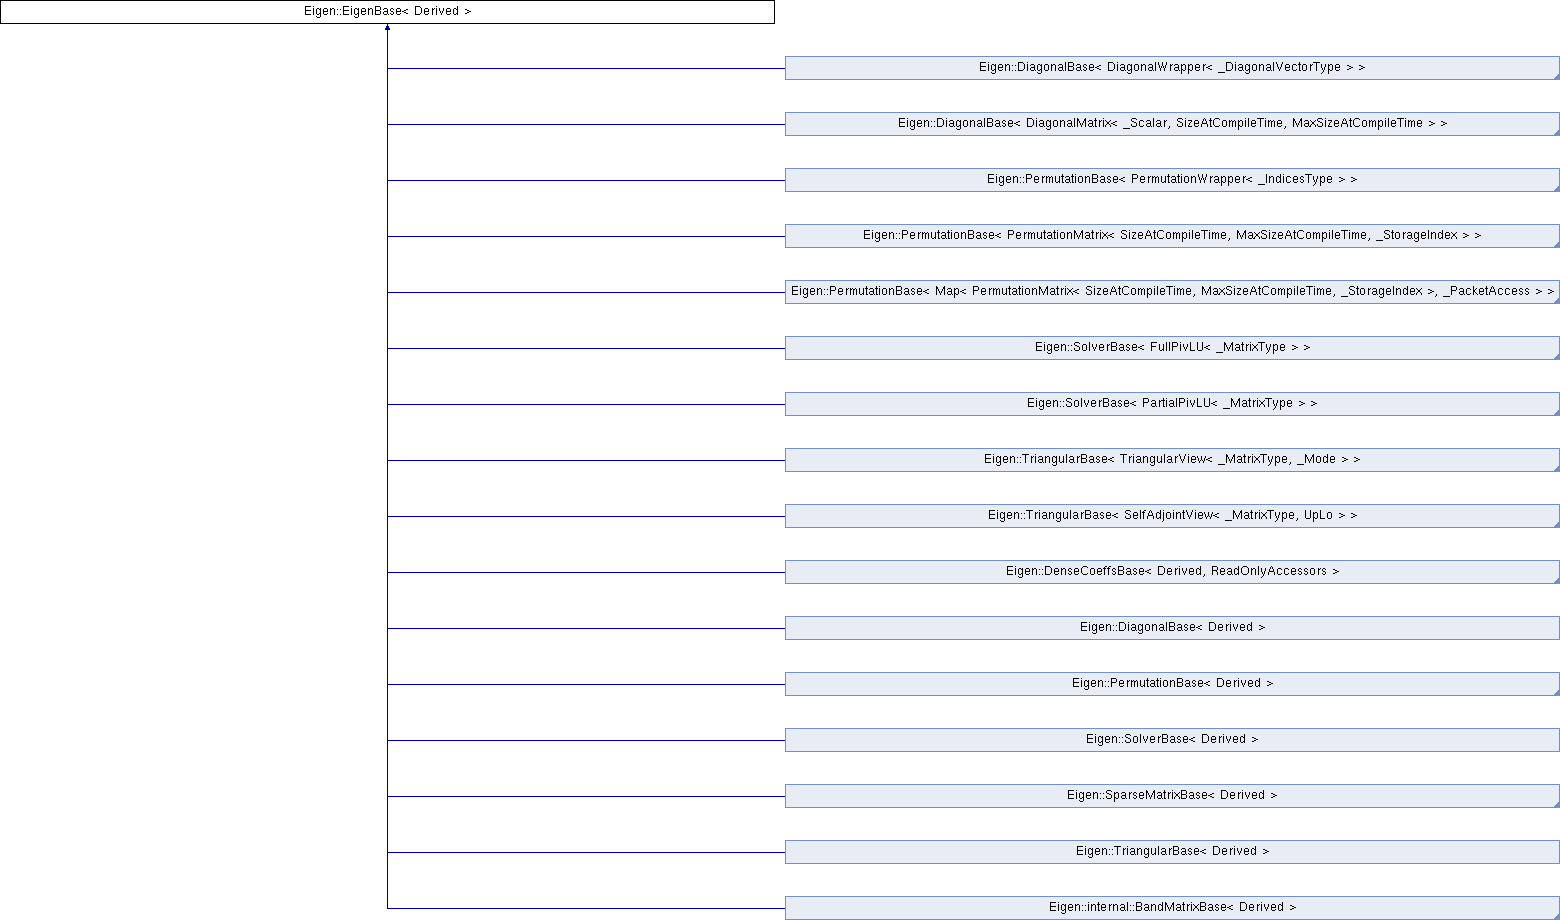 Eigen::EigenBase< Derived >
Eigen::DiagonalBase< DiagonalWrapper< _DiagonalVectorType > >
Eigen::DiagonalBase< DiagonalMatrix< _Scalar, SizeAtCompileTime, MaxSizeAtCompileTime > >
Eigen::PermutationBase< PermutationWrapper< _IndicesType > >
Eigen::PermutationBase< PermutationMatrix< SizeAtCompileTime, MaxSizeAtCompileTime, _StorageIndex > >
Eigen::PermutationBase< Map< PermutationMatrix< SizeAtCompileTime, MaxSizeAtCompileTime, _StorageIndex >, _PacketAccess > >
Eigen::SolverBase< FullPivLU< _MatrixType > >
Eigen::SolverBase< PartialPivLU< _MatrixType > >
Eigen::TriangularBase< TriangularView< _MatrixType, _Mode > >
Eigen::TriangularBase< SelfAdjointView< _MatrixType, UpLo > >
Eigen::DenseCoeffsBase< Derived, ReadOnlyAccessors >
Eigen::DiagonalBase< Derived >
Eigen::PermutationBase< Derived >
Eigen::SolverBase< Derived >
Eigen::SparseMatrixBase< Derived >
Eigen::TriangularBase< Derived >
Eigen::internal::BandMatrixBase< Derived >